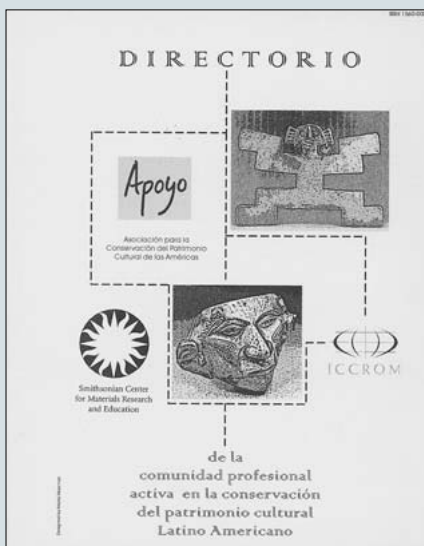 DIRECTORIO
Apoyo
Asociación para la
Conservación del Patrimonio
Cultural de las Américas
Smithsonian Center
for Materials Research
and Education
ICCROM
de la
comunidad profesional
activa en la conservación
del patrimonio cultural
Latino Americano